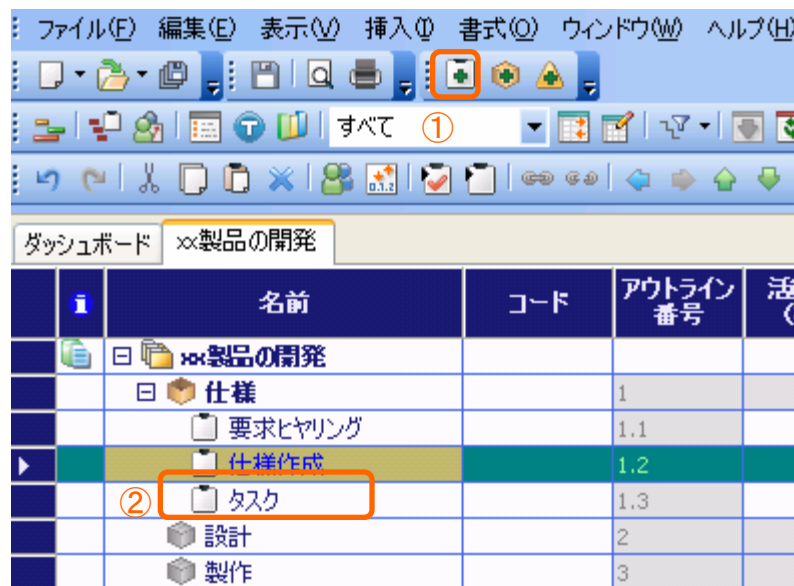 ファイル(F) 編集(E) 表示(V) 挿入(I) 書式(O) ウィンドウ(W) ヘルプ(H)
すべて ①
ダッシュボード xx製品の開発
名前 コード アウトライン番号 活
xx製品の開発
仕様 1
要求ヒヤリング 1.1
仕様作成 1.2
② タスク 1.3
設計 2
製作 3